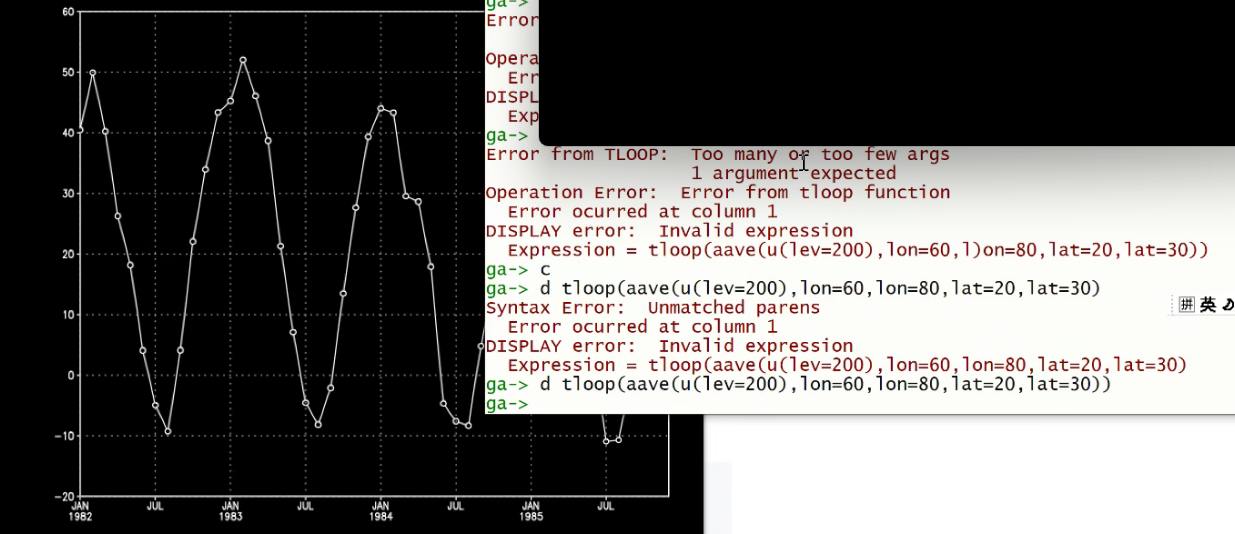 60
50
40
30
20
10
0
-10
-20
JAN
1982
JUL
JAN
1983
JUL
JAN
1984
JUL
JAN
1985
JUL
ga->
Error
Opera
Err
DISPL
Exp
ga->
Error from TLOOP:  Too many or too few args
1 argument expected
Operation Error:  Error from tloop function
Error ocurred at column 1
DISPLAY error:  Invalid expression
Expression = tloop(aave(u(lev=200),lon=60,l)on=80,lat=20,lat=30))
ga-> c
ga-> d tloop(aave(u(lev=200),lon=60,lon=80,lat=20,lat=30)
Syntax Error:  Unmatched parens
Error ocurred at column 1
DISPLAY error:  Invalid expression
Expression = tloop(aave(u(lev=200),lon=60,lon=80,lat=20,lat=30)
ga-> d tloop(aave(u(lev=200),lon=60,lon=80,lat=20,lat=30))
ga->
拼 英